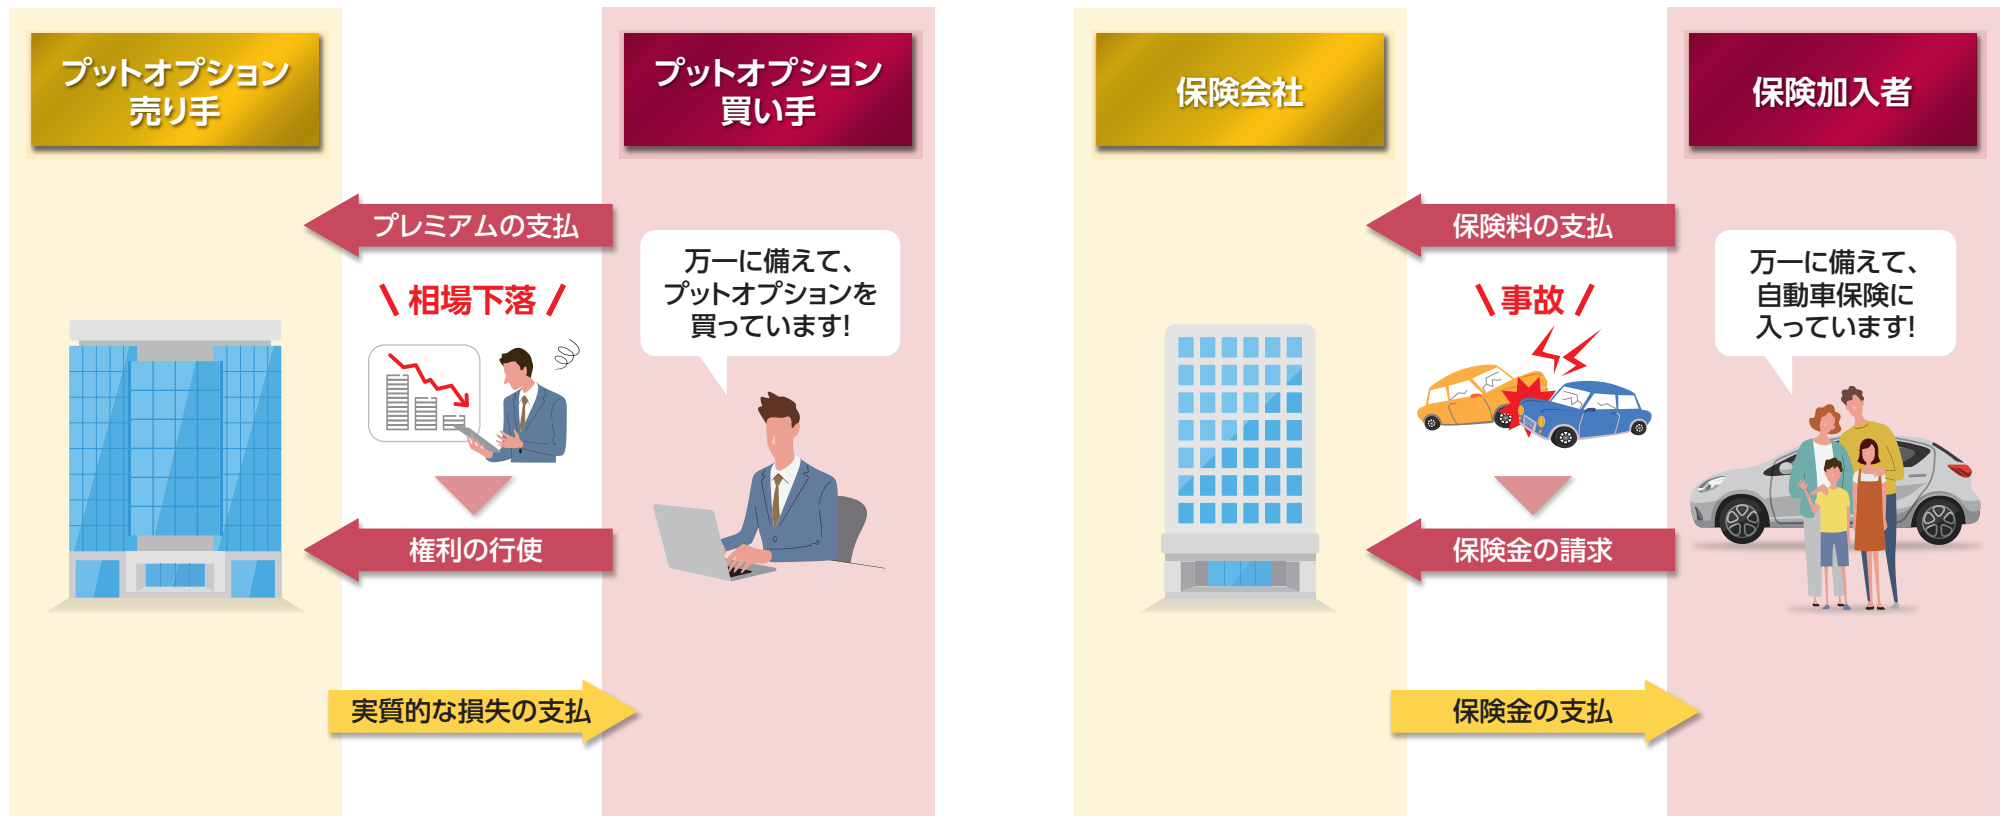 プットオプション
売り手
プットオプション
買い手
プレミアムの支払
万一に備えて、
プットオプションを
買っています!
相場下落
権利の行使
実質的な損失の支払
保険会社
保険加入者
保険料の支払
万一に備えて、
自動車保険に
入っています!
事故
保険金の請求
保険金の支払